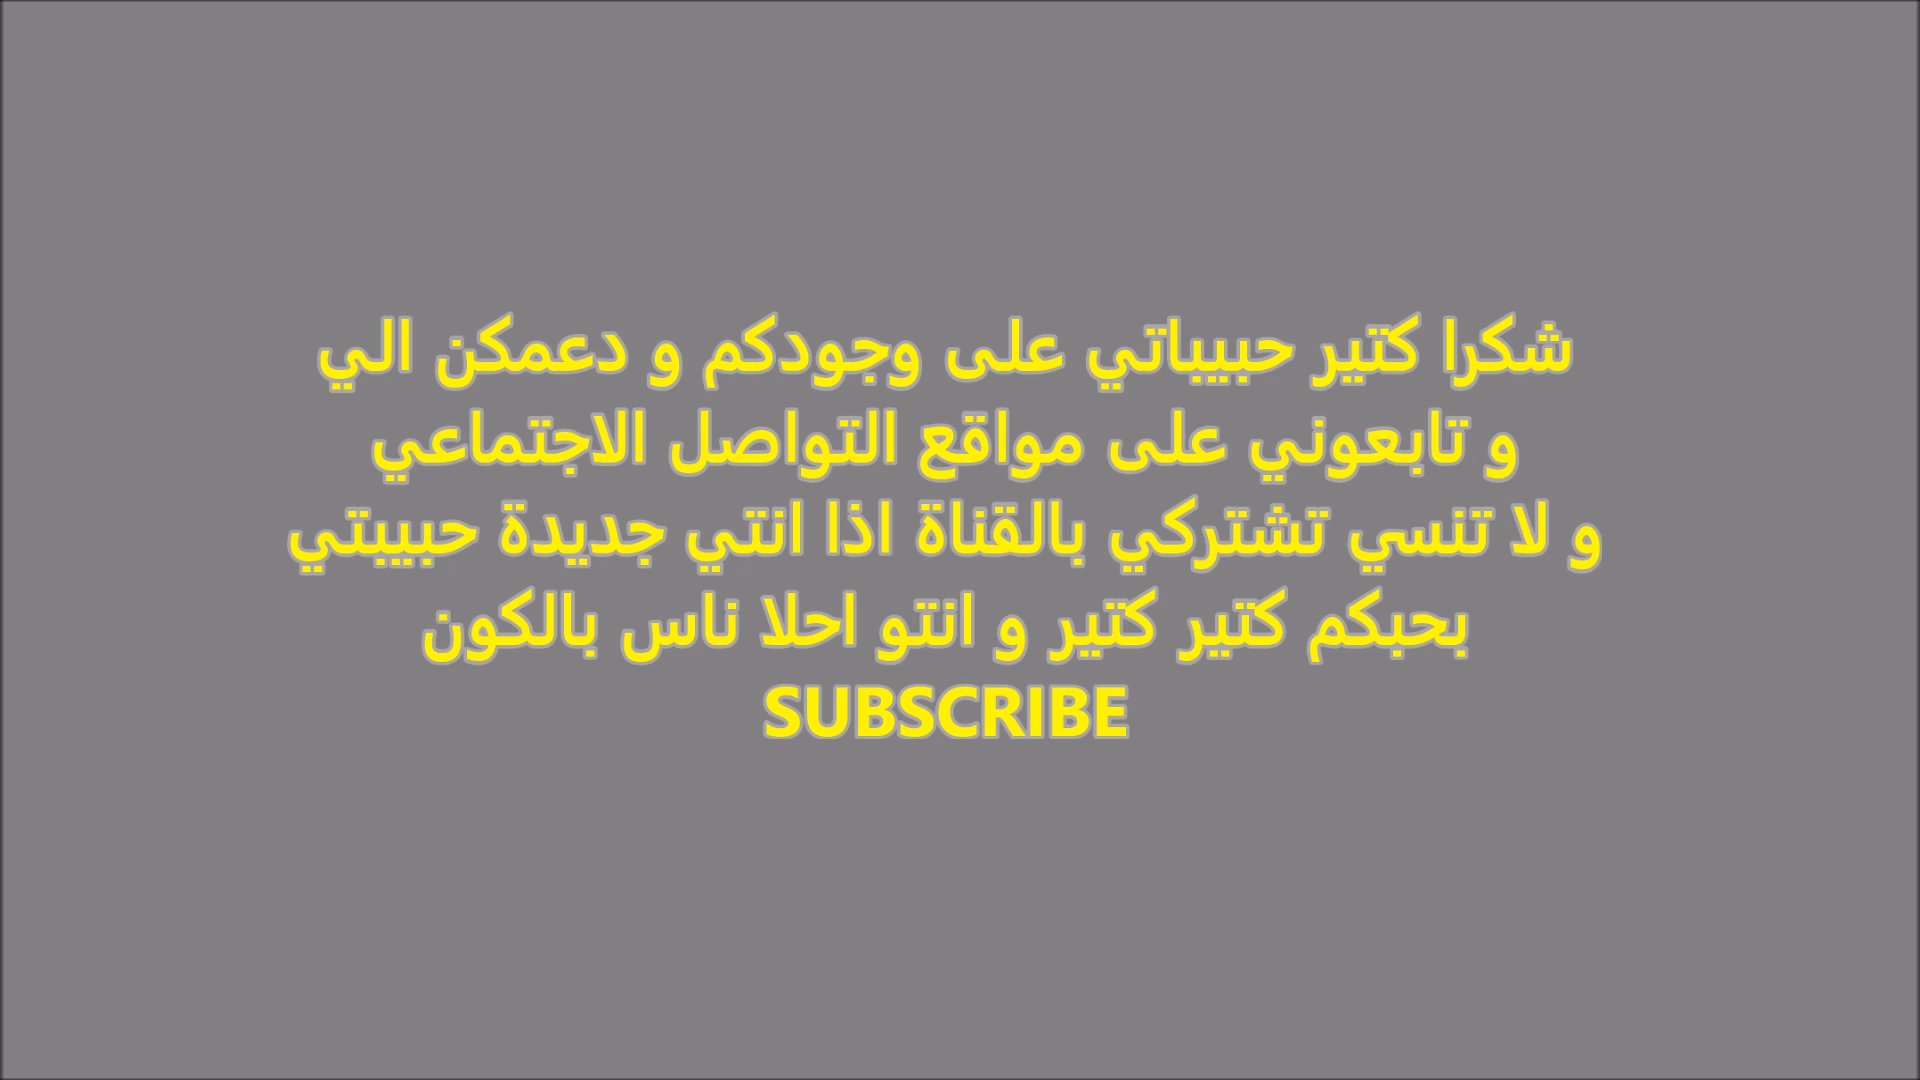 شكرا كتير حبيباتي على وجودكم و دعمكن الي
و تابعوني على مواقع التواصل الاجتماعي
و لا تنسي تشتركي بالقناة اذا انتي جديدة حبيبتي
بحبكم كتير كتير و انتو احلا ناس بالكون
SUBSCRIBE